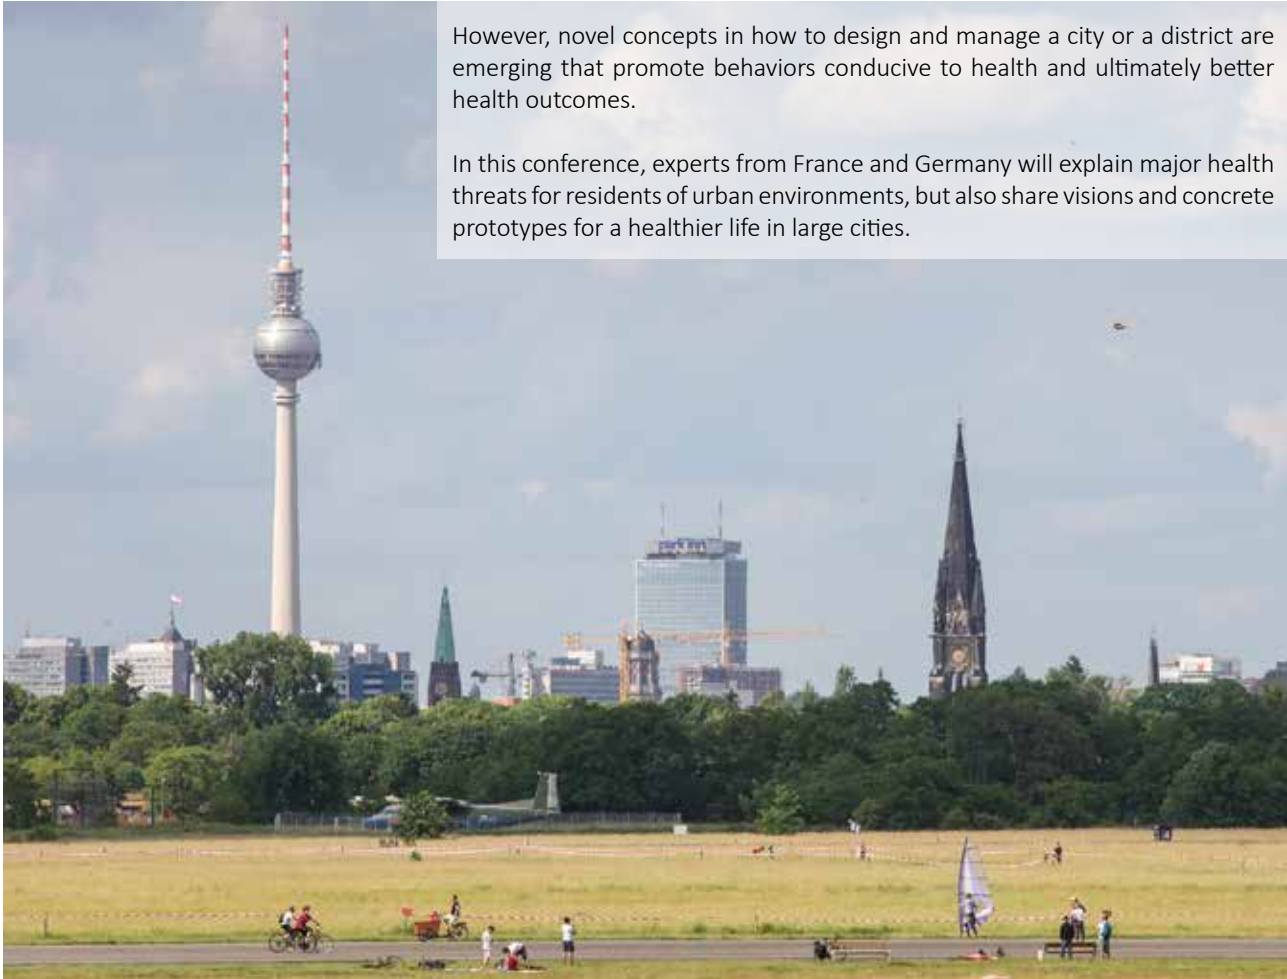 However, novel concepts in how to design and manage a city or a district are
emerging that promote behaviors conducive to health and ultimately better
health outcomes.
In this conference, experts from France and Germany will explain major health
threats for residents of urban environments, but also share visions and concrete
prototypes for a healthier life in large cities.
park inn